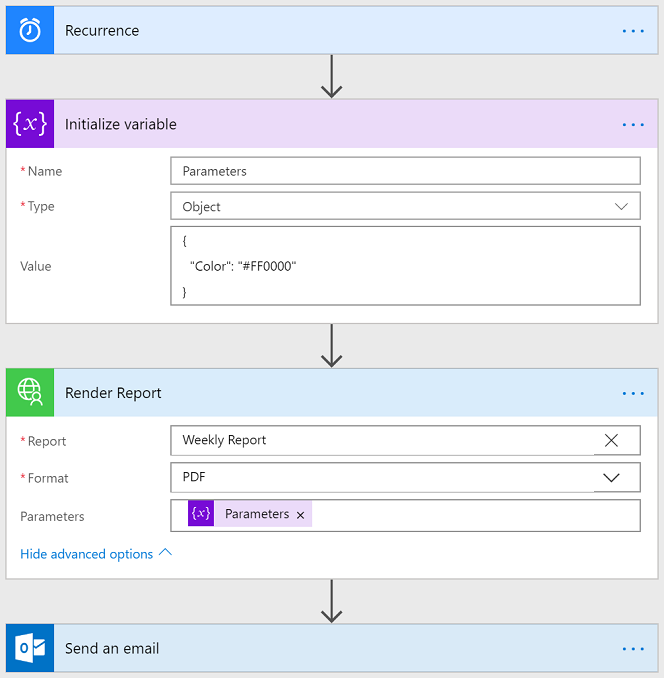 Recurrence
...
{x} Initialize variable
...
* Name Parameters
* Type Object
Value {
"Color": "#FF0000"
}
Render Report
...
* Report Weekly Report
* Format PDF
Parameters {x} Parameters ×
Hide advanced options
Send an email
...